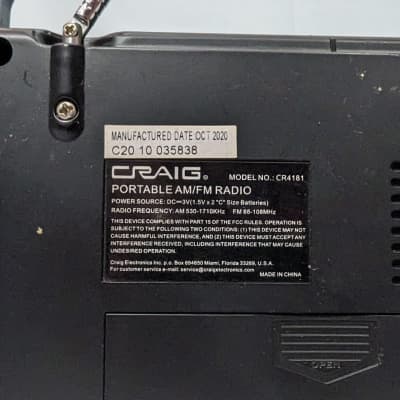 MANUFACTURED DATE:OCT 2020
C20 10 035838
CRAIG MODEL NO.: CR4181
PORTABLE AM/FM RADIO
POWER SOURCE: DC⎓3V(1.5V x 2 "C" Size Batteries)
RADIO FREQUENCY: AM 530-1710KHz FM 88-108MHz
THIS DEVICE COMPLIES WITH PART 15 OF THE FCC RULES. OPERATION IS
SUBJECT TO THE FOLLOWING TWO CONDITIONS: (1) THIS DEVICE MAY NOT
CAUSE HARMFUL INTERFERENCE, AND (2) THIS DEVICE MUST ACCEPT ANY
INTERFERENCE RECEIVED, INCLUDING INTERFERENCE THAT MAY CAUSE
UNDESIRED OPERATION.
Craig Electronics Inc. p.o. Box 694650 Miami, Florida 33269, U.S.A.
For customer service e-mail: service@craigelectronics.com
MADE IN CHINA
OPEN